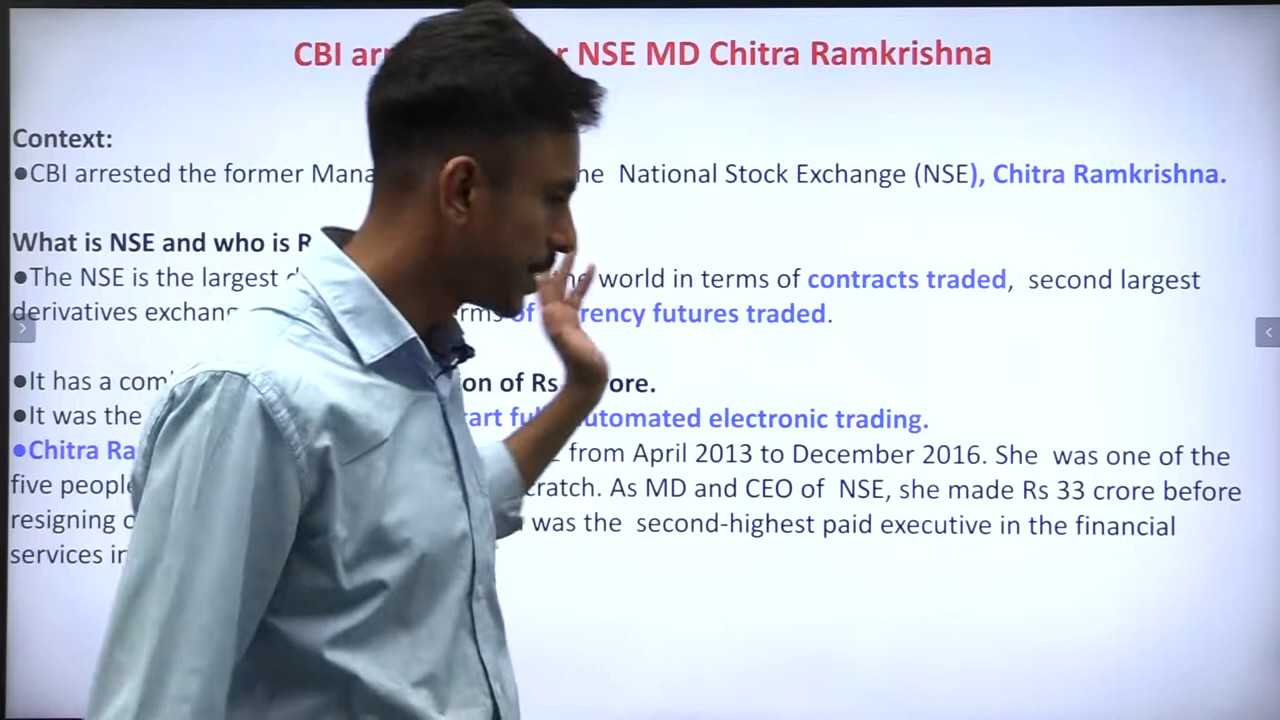 CBI ar r NSE MD Chitra Ramkrishna
Context:
●CBI arrested the former Mana he National Stock Exchange (NSE), Chitra Ramkrishna.
What is NSE and who is R
●The NSE is the largest the world in terms of contracts traded, second largest
derivatives exchang rms of rency futures traded.
●It has a com on of Rs ore.
●It was the art ful automated electronic trading.
●Chitra Ra from April 2013 to December 2016. She was one of the
five people cratch. As MD and CEO of NSE, she made Rs 33 crore before
resigning o was the second-highest paid executive in the financial
services in